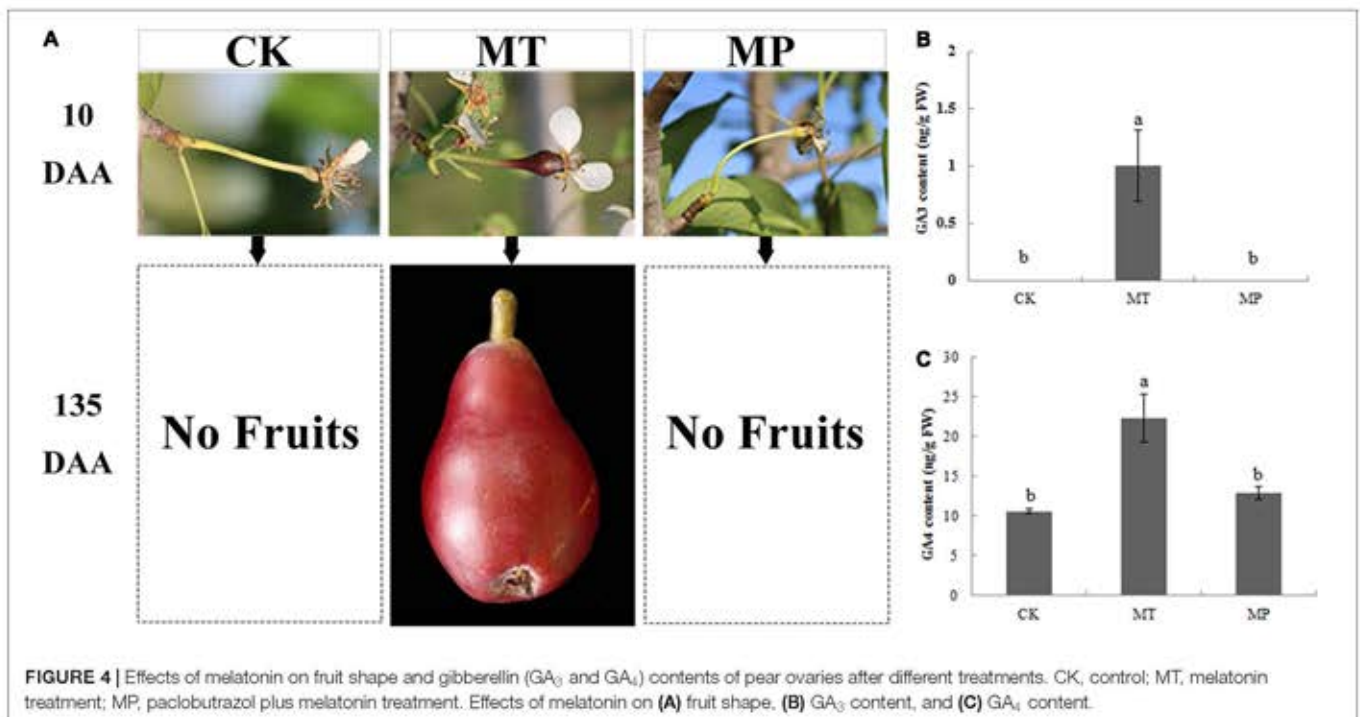 A
CK
MT
MP
10
DAA
135
DAA
No Fruits
No Fruits
B
GA3 content (ng/g FW)
2
1.5
1
0.5
0
b
a
b
CK
MT
MP
C
GA4 content (ng/g FW)
30
25
20
15
10
5
0
b
a
b
CK
MT
MP
FIGURE 4 | Effects of melatonin on fruit shape and gibberellin (GA₃ and GA₄) contents of pear ovaries after different treatments. CK, control; MT, melatonin
treatment; MP, paclobutrazol plus melatonin treatment. Effects of melatonin on (A) fruit shape, (B) GA₃ content, and (C) GA₄ content.